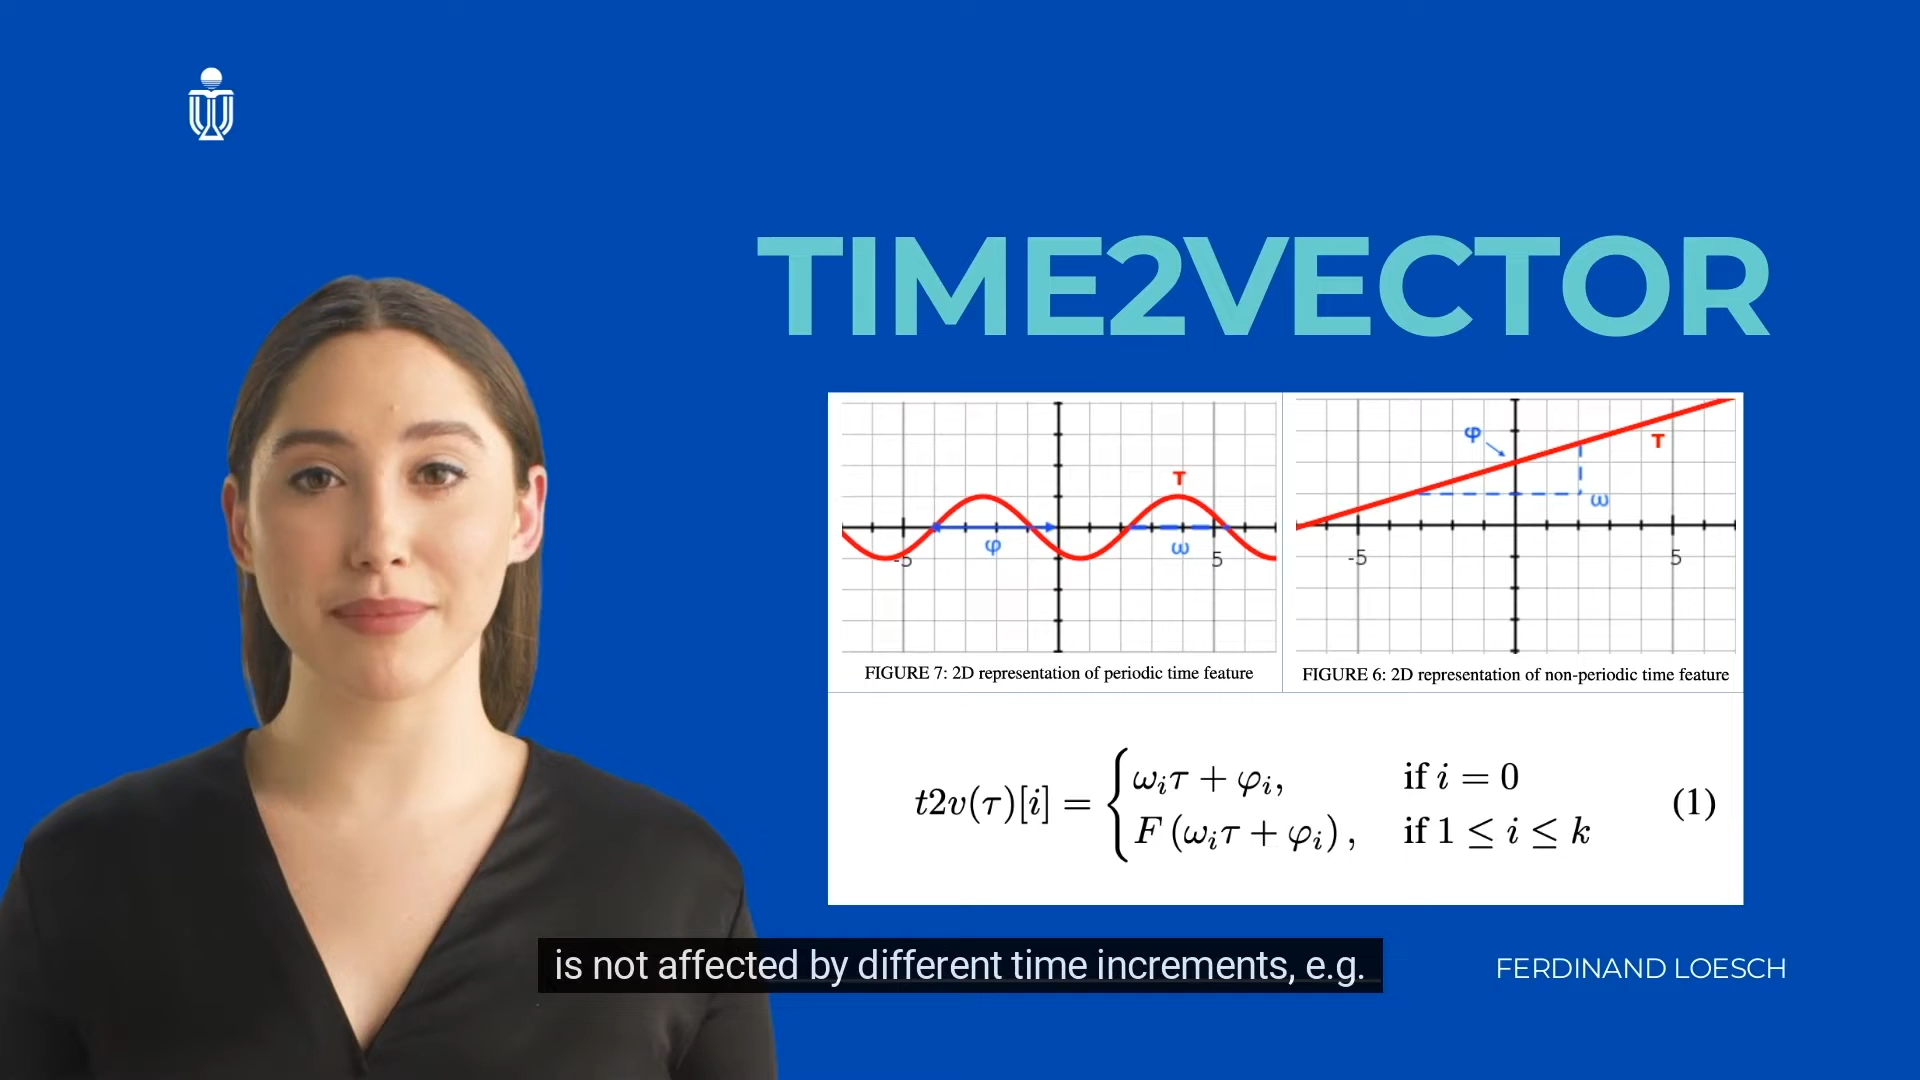 TIME2VECTOR
T
φ
ω
-5
5
FIGURE 7: 2D representation of periodic time feature
φ
T
ω
-5
5
FIGURE 6: 2D representation of non-periodic time feature
t2v(τ)[i] = { ωᵢτ + φᵢ, if i = 0
F (ωᵢτ + φᵢ), if 1 ≤ i ≤ k
(1)
is not affected by different time increments, e.g.
FERDINAND LOESCH